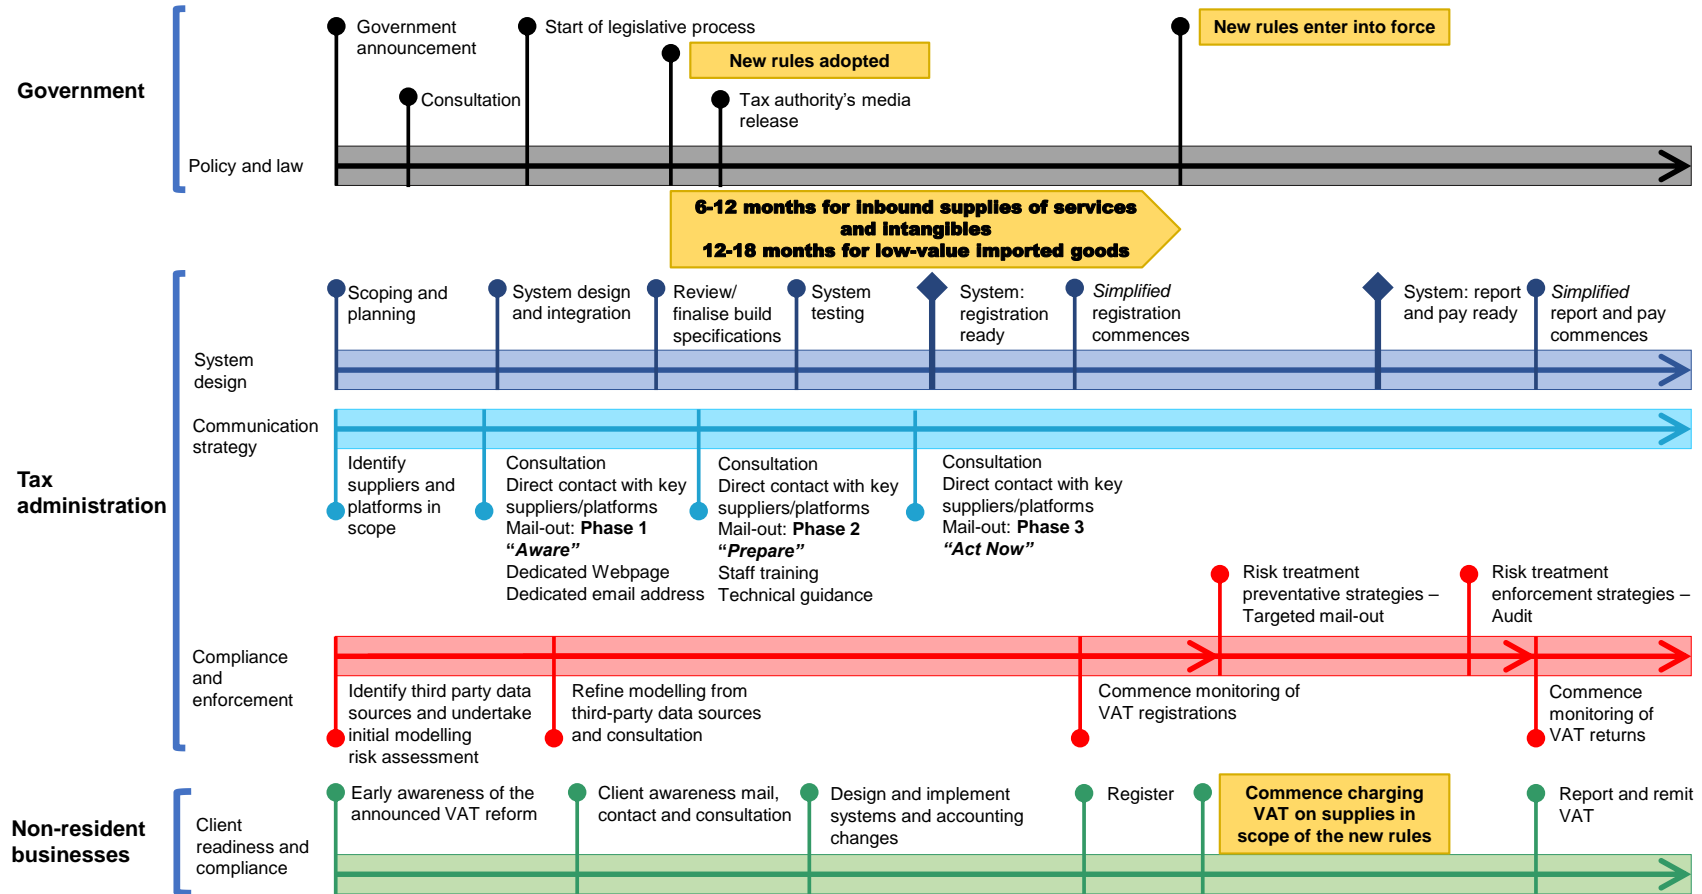 Government
Government
announcement
Consultation
Start of legislative process
New rules adopted
Tax authority’s media
release
New rules enter into force
Policy and law
6-12 months for inbound supplies of services
and intangibles
12-18 months for low-value imported goods
Tax
administration
System
design
Scoping and
planning
System design
and integration
Review/
finalise build
specifications
System
testing
System:
registration
ready
Simplified
registration
commences
System: report
and pay ready
Simplified
report and pay
commences
Communication
strategy
Identify
suppliers and
platforms in
scope
Consultation
Direct contact with key
suppliers/platforms
Mail-out: Phase 1
“Aware”
Dedicated Webpage
Dedicated email address
Consultation
Direct contact with key
suppliers/platforms
Mail-out: Phase 2
“Prepare”
Staff training
Technical guidance
Consultation
Direct contact with key
suppliers/platforms
Mail-out: Phase 3
“Act Now”
Risk treatment
preventative strategies –
Targeted mail-out
Risk treatment
enforcement strategies –
Audit
Compliance
and
enforcement
Identify third party data
sources and undertake
initial modelling
risk assessment
Refine modelling from
third-party data sources
and consultation
Commence monitoring of
VAT registrations
Commence
monitoring of
VAT returns
Non-resident
businesses
Client
readiness and
compliance
Early awareness of the
announced VAT reform
Client awareness mail,
contact and consultation
Design and implement
systems and accounting
changes
Register
Commence charging
VAT on supplies in
scope of the new rules
Report and remit
VAT